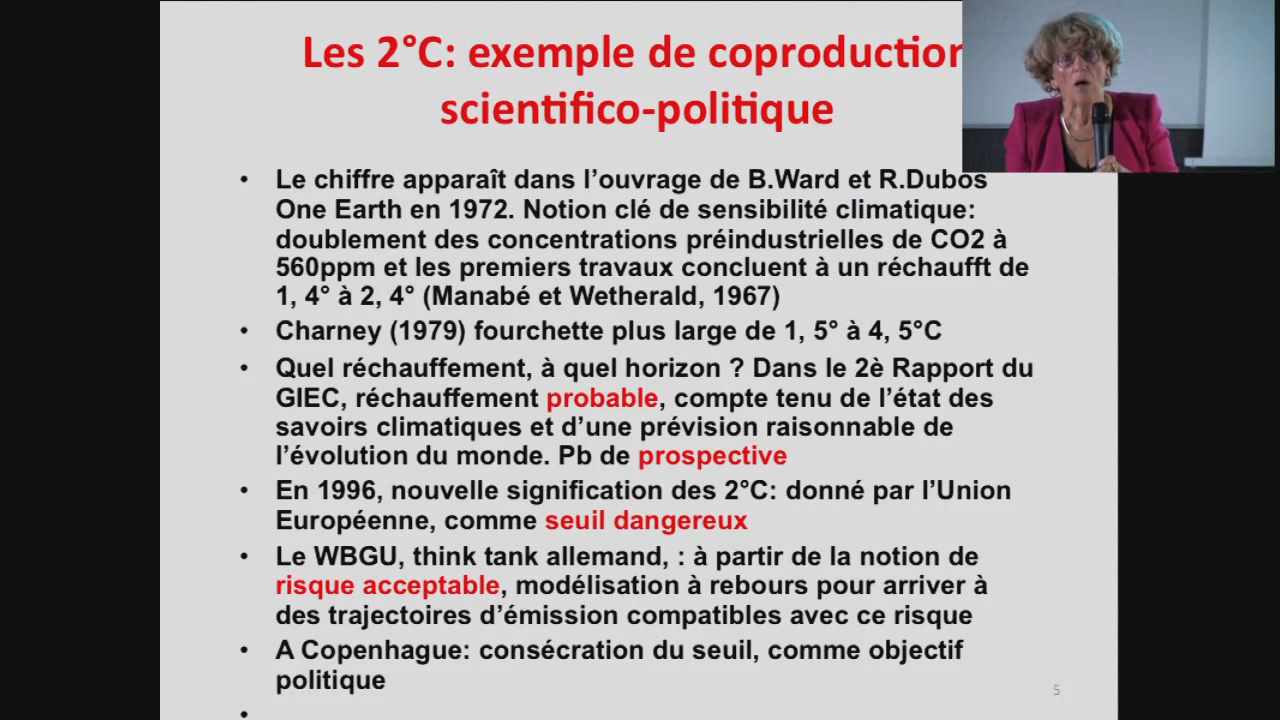 Les 2°C: exemple de coproduction
scientifico-politique
• Le chiffre apparaît dans l’ouvrage de B.Ward et R.Dubos
One Earth en 1972. Notion clé de sensibilité climatique:
doublement des concentrations préindustrielles de CO2 à
560ppm et les premiers travaux concluent à un réchaufft de
1, 4° à 2, 4° (Manabé et Wetherald, 1967)
• Charney (1979) fourchette plus large de 1, 5° à 4, 5°C
• Quel réchauffement, à quel horizon ? Dans le 2è Rapport du
GIEC, réchauffement probable, compte tenu de l’état des
savoirs climatiques et d’une prévision raisonnable de
l’évolution du monde. Pb de prospective
• En 1996, nouvelle signification des 2°C: donné par l’Union
Européenne, comme seuil dangereux
• Le WBGU, think tank allemand, : à partir de la notion de
risque acceptable, modélisation à rebours pour arriver à
des trajectoires d’émission compatibles avec ce risque
• A Copenhague: consécration du seuil, comme objectif
politique
•
5